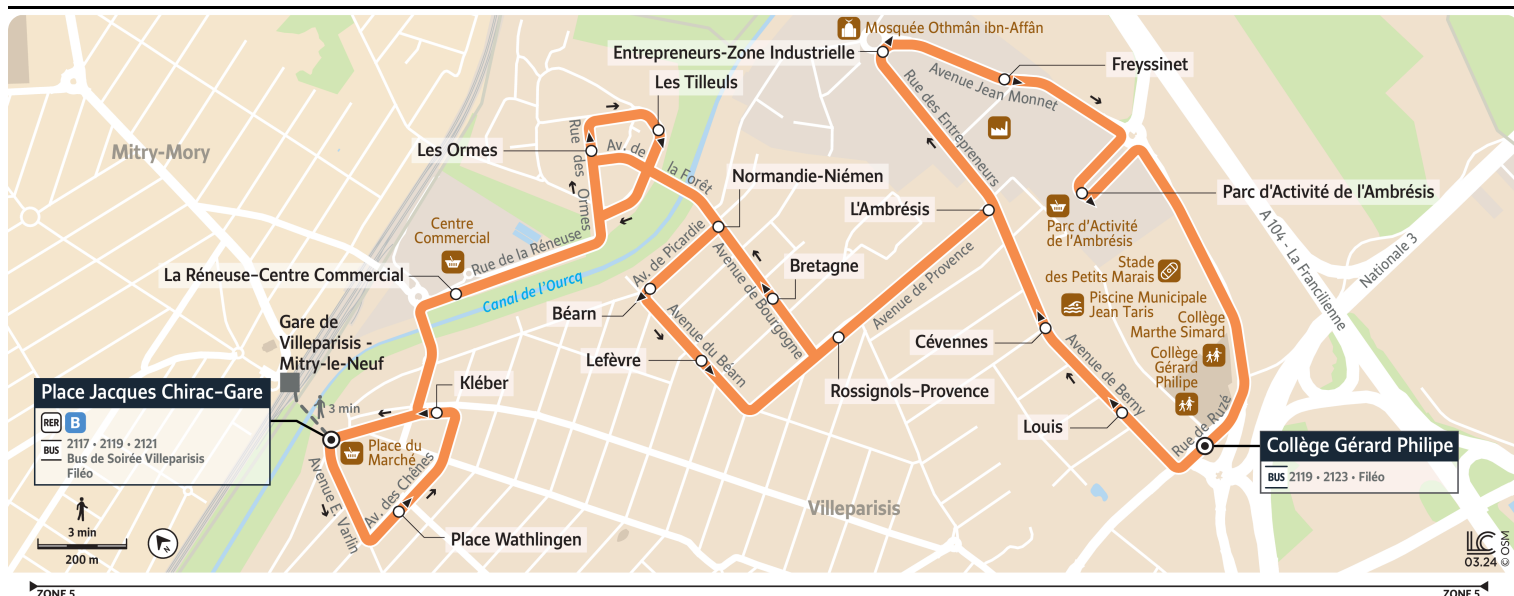 Mosquée Othmân ibn-Affân
Entrepreneurs-Zone Industrielle
Freyssinet
Les Tilleuls
Avenue Jean Monnet
Rue des Entrepreneurs
Mitry-Mory
Les Ormes
Rue des Ormes
Av. de la Forêt
Normandie-Niémen
L'Ambrésis
Parc d'Activité de l'Ambrésis
Parc d'Activité
de l'Ambrésis
A 104 - La Francilienne
Nationale 3
Centre
Commercial
Rue de la Réneuse
Av. de Picardie
Avenue de Bourgogne
Bretagne
Avenue de Provence
Stade
des Petits Marais
Piscine Municipale
Jean Taris
Collège
Marthe Simard
Collège
Gérard
Philipe
La Réneuse-Centre Commercial
Canal de l'Ourcq
Béarn
Avenue du Béarn
Lefèvre
Cévennes
Avenue de Berny
Rossignols-Provence
Louis
Rue de Ruzé
Gare de
Villeparisis -
Mitry-le-Neuf
3 min
Kléber
Place Jacques Chirac-Gare
RER B
BUS
2117 • 2119 • 2121
Bus de Soirée Villeparisis
Filéo
Place du
Marché
Avenue E. Varlin
Av. des Chênes
Place Wathlingen
Villeparisis
Collège Gérard Philipe
BUS 2119 • 2123 • Filéo
3 min
200 m
N
LC
03.24
© OSM
ZONE 5
ZONE 5